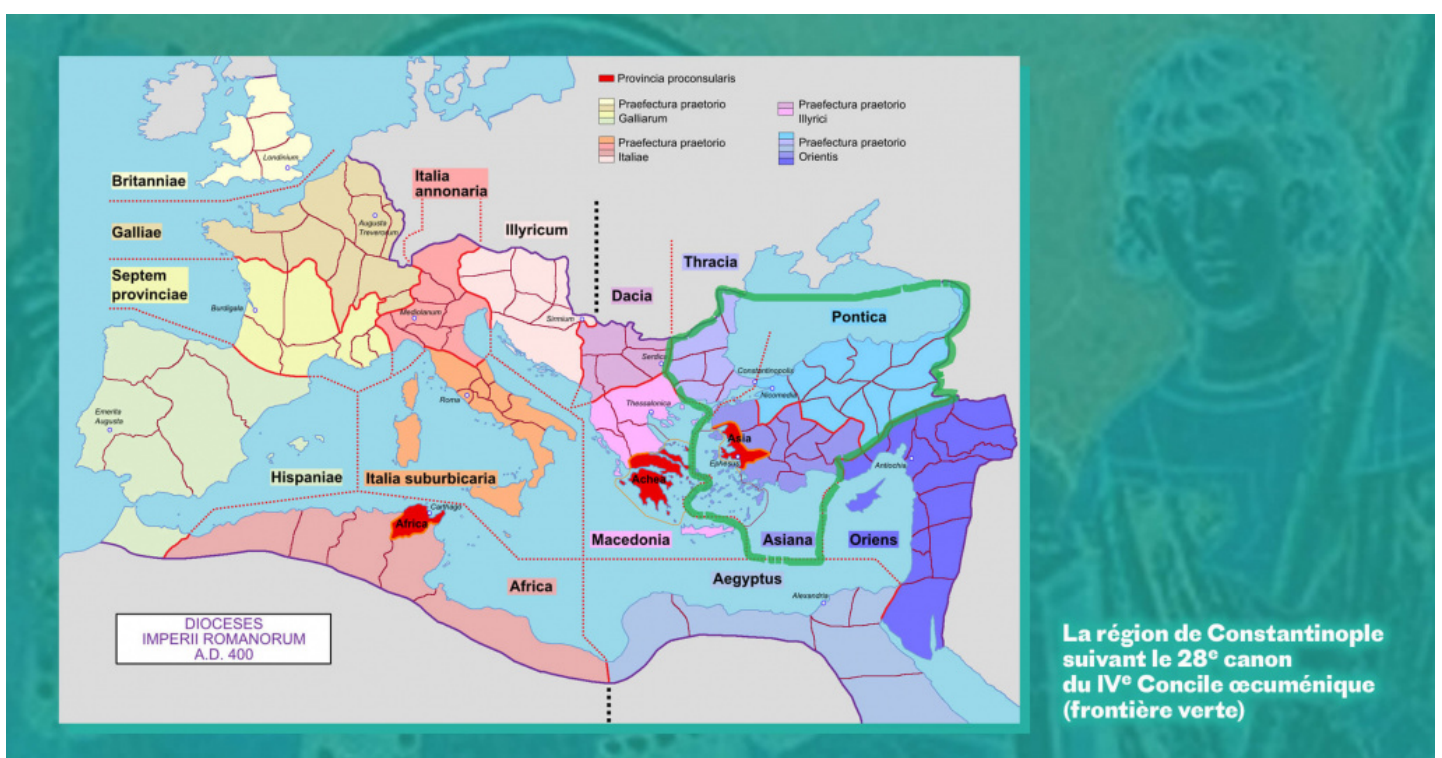 Provincia proconsularis
Praefectura praetorio
Galliarum
Praefectura praetorio
Illyrici
Praefectura praetorio
Italiae
Praefectura praetorio
Orientis
Londinium
Britanniae
Italia
annonaria
Galliae
Augusta
Treverorum
Illyricum
Thracia
Septem
provinciae
Dacia
Burdigala
Mediolanum
Sirmium
Pontica
Serdica
Constantinopolis
Nicomedia
Emerita
Augusta
Roma
Thessalonica
Asia
Ephesus
Antiochia
Hispaniae
Italia suburbicaria
Achea
Carthago
Africa
Macedonia
Asiana
Oriens
Africa
Aegyptus
Alexandria
DIOCESES
IMPERII ROMANORUM
A.D. 400
La région de Constantinople
suivant le 28e canon
du IVe Concile œcuménique
(frontière verte)